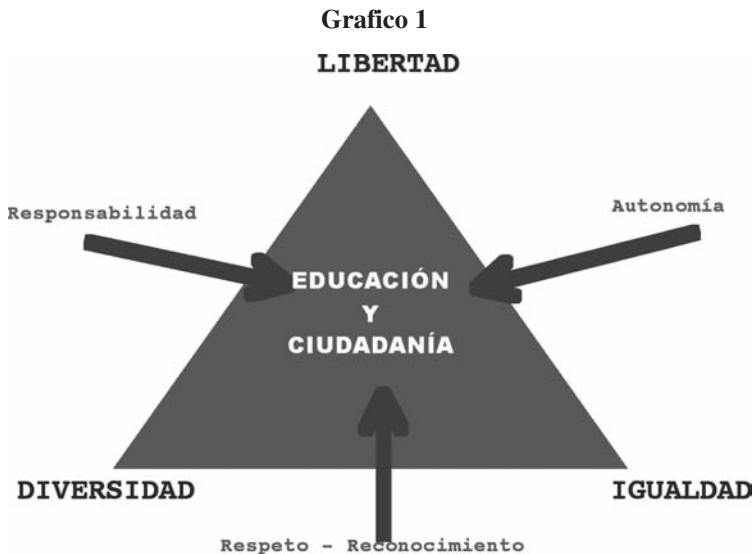 Grafico 1
LIBERTAD
Responsabilidad
Autonomía
EDUCACIÓN
Y
CIUDADANÍA
DIVERSIDAD
IGUALDAD
Respeto - Reconocimiento